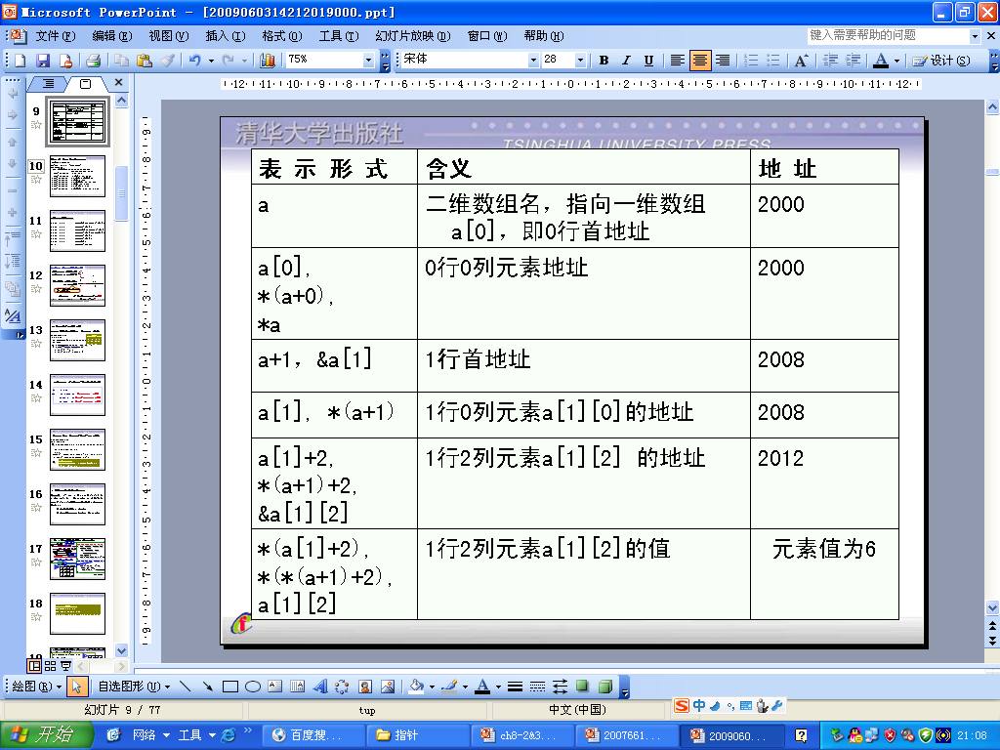 Microsoft PowerPoint - [2009060314212019000.ppt]
文件(F) 编辑(E) 视图(V) 插入(I) 格式(O) 工具(T) 幻灯片放映(D) 窗口(W) 帮助(H) 键入需要帮助的问题
75% 宋体 28 B I U A A 设计(S)
12 11 10 9 8 7 6 5 4 3 2 1 0 1 2 3 4 5 6 7 8 9 10 11 12
9
10
11
12
13
14
15
16
17
18
19
清华大学出版社
TSINGHUA UNIVERSITY PRESS
表 示 形 式 含义 地 址
a 二维数组名，指向一维数组 2000
a[0]，即0行首地址
a[0], 0行0列元素地址 2000
*(a+0),
*a
a+1，&a[1] 1行首地址 2008
a[1], *(a+1) 1行0列元素a[1][0]的地址 2008
a[1]+2, 1行2列元素a[1][2] 的地址 2012
*(a+1)+2,
&a[1][2]
*(a[1]+2), 1行2列元素a[1][2]的值 元素值为6
*(*(a+1)+2),
a[1][2]
绘图(R) 自选图形(U)
幻灯片 9 / 77 tup 中文(中国)
S 中
开始 网络 工具 百度搜... 指针 ch8-2&3... 2007661... 2009060... 21:08